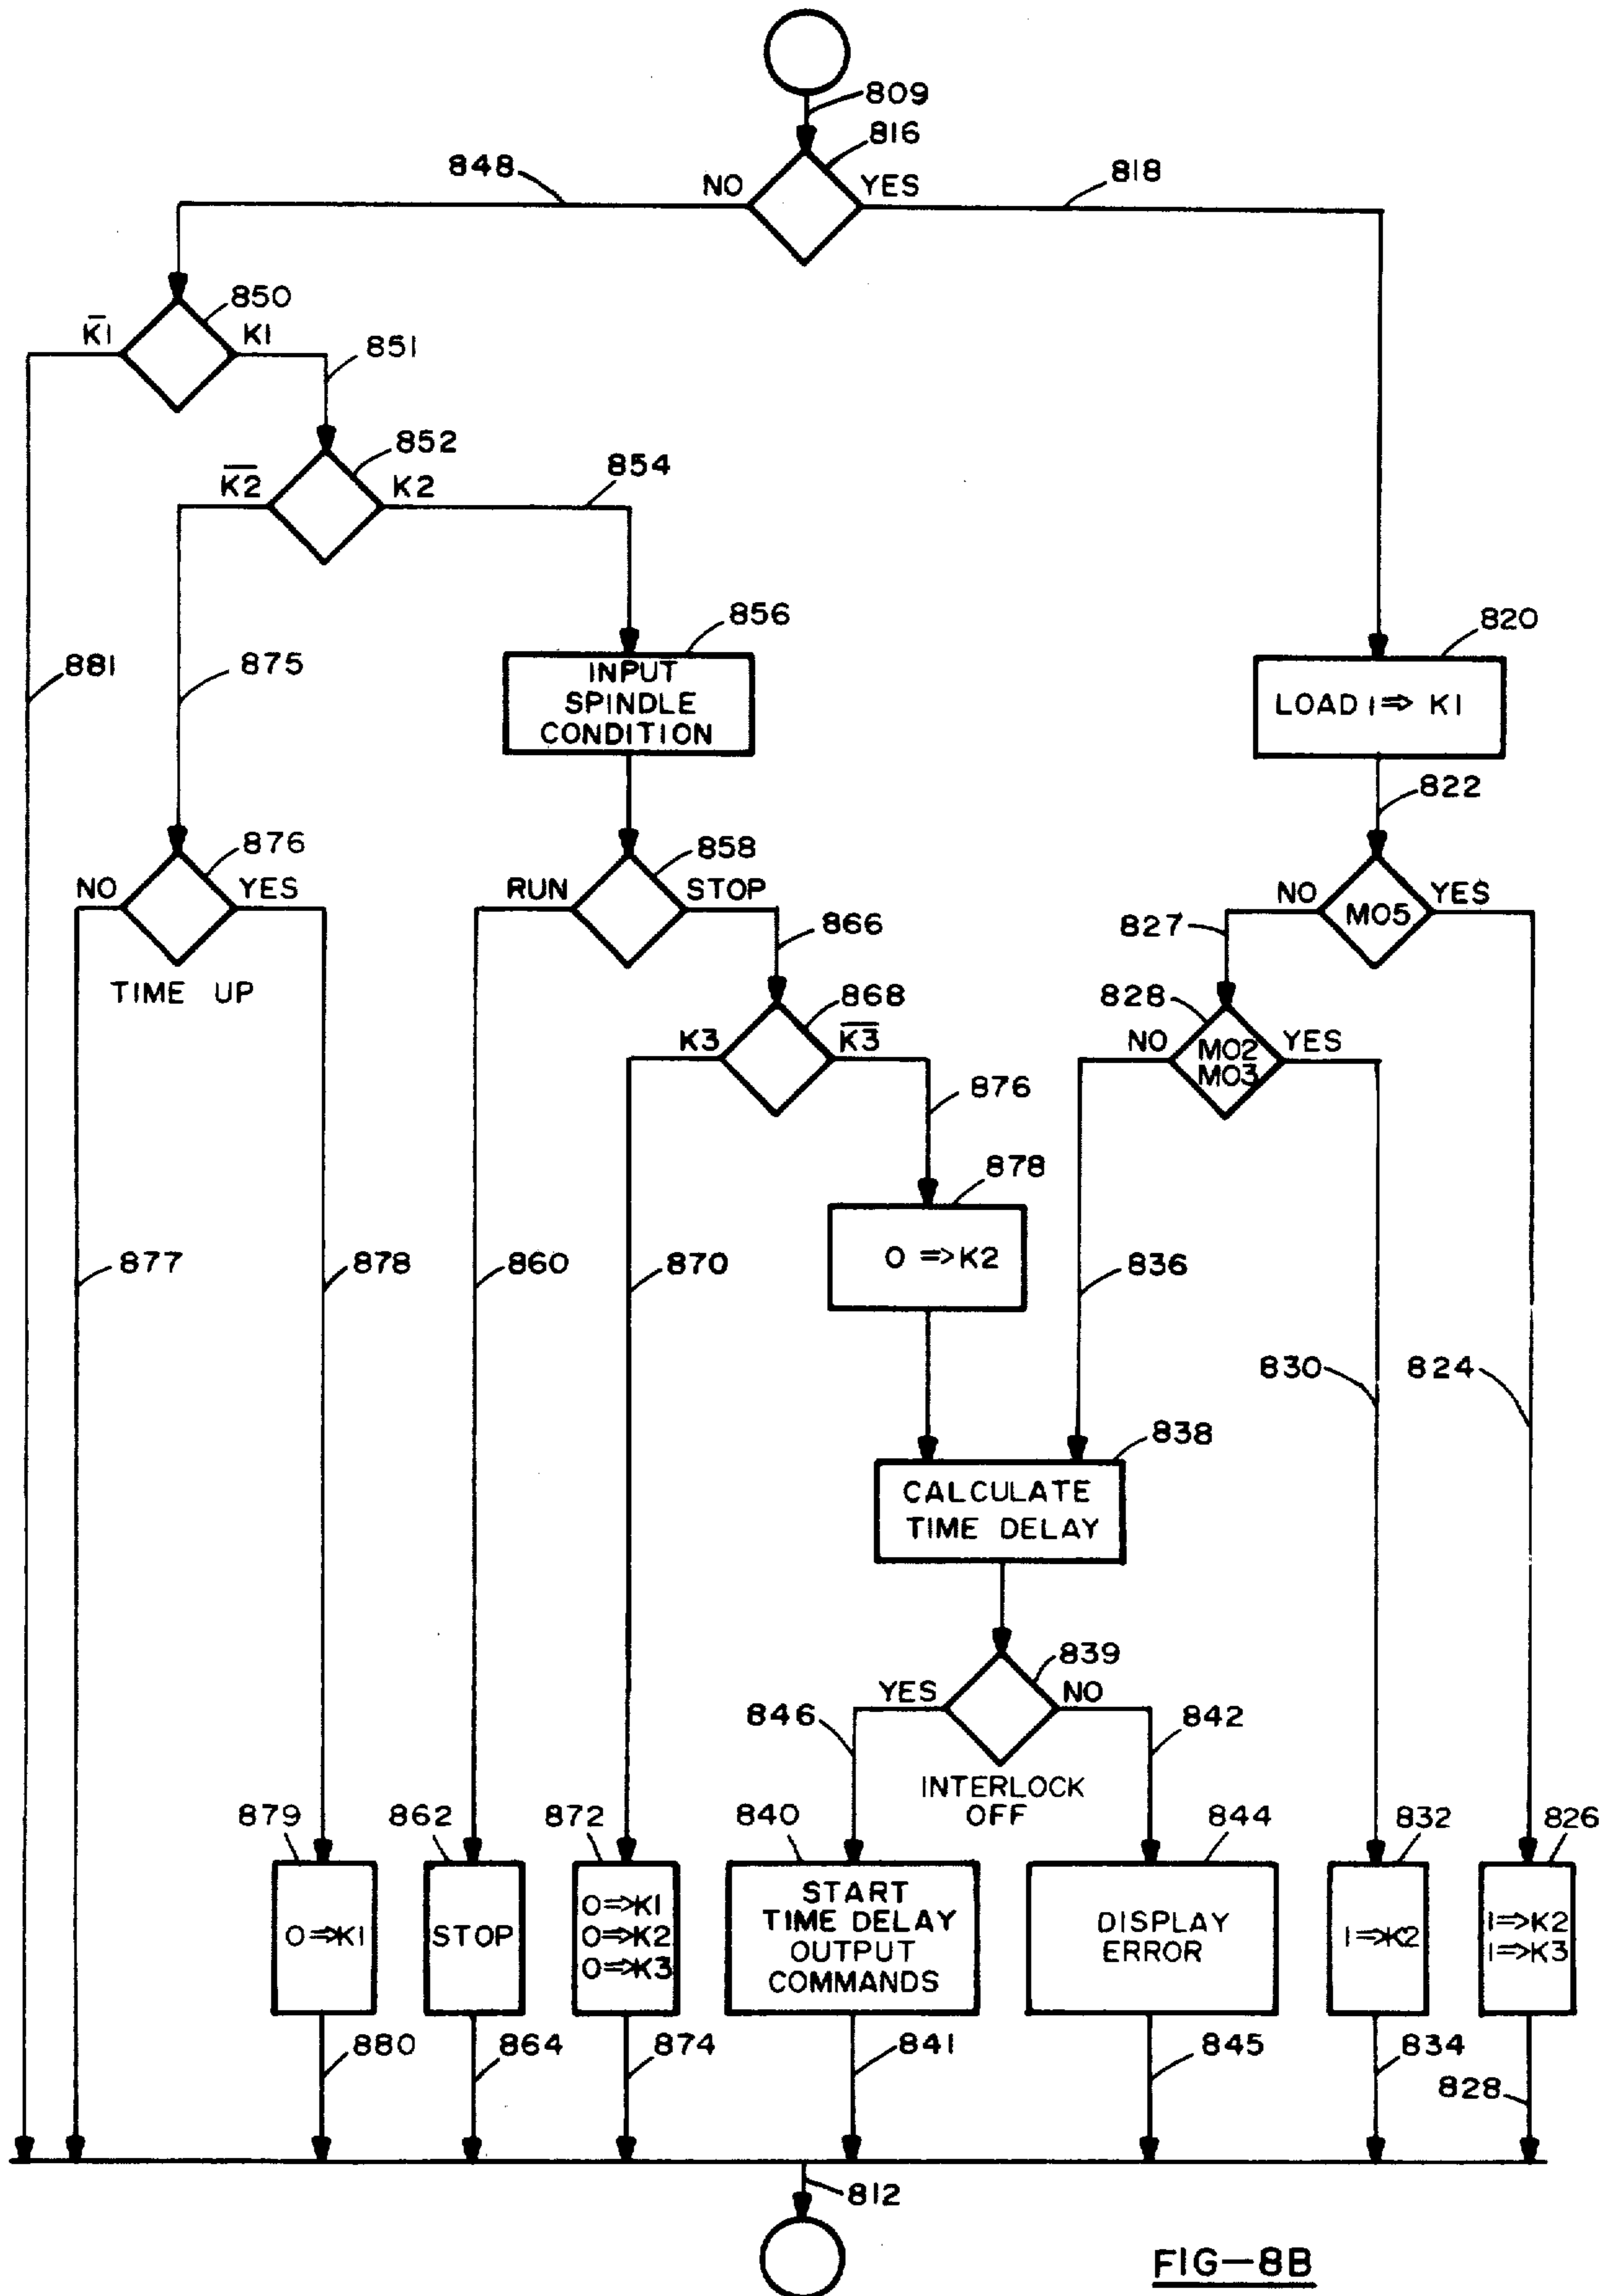 809
816
848
NO
YES
818
850
K̅1
K1
851
852
K̅2̅
K2
854
856
820
881
875
INPUT
SPINDLE
CONDITION
LOAD 1⇒ K1
822
876
858
NO
YES
RUN
STOP
NO
MO5
YES
866
827
TIME UP
868
828
K3
K̅3̅
NO
MO2
MO3
YES
876
878
877
878
860
870
0 ⇒K2
836
830
824
838
CALCULATE
TIME DELAY
839
YES
NO
846
842
INTERLOCK
OFF
879
862
872
840
844
832
826
0⇒K1
STOP
0⇒K1
0⇒K2
0⇒K3
START
TIME DELAY
OUTPUT
COMMANDS
DISPLAY
ERROR
1⇒K2
1⇒K2
1⇒K3
880
864
874
841
845
834
828
812
FIG—8B